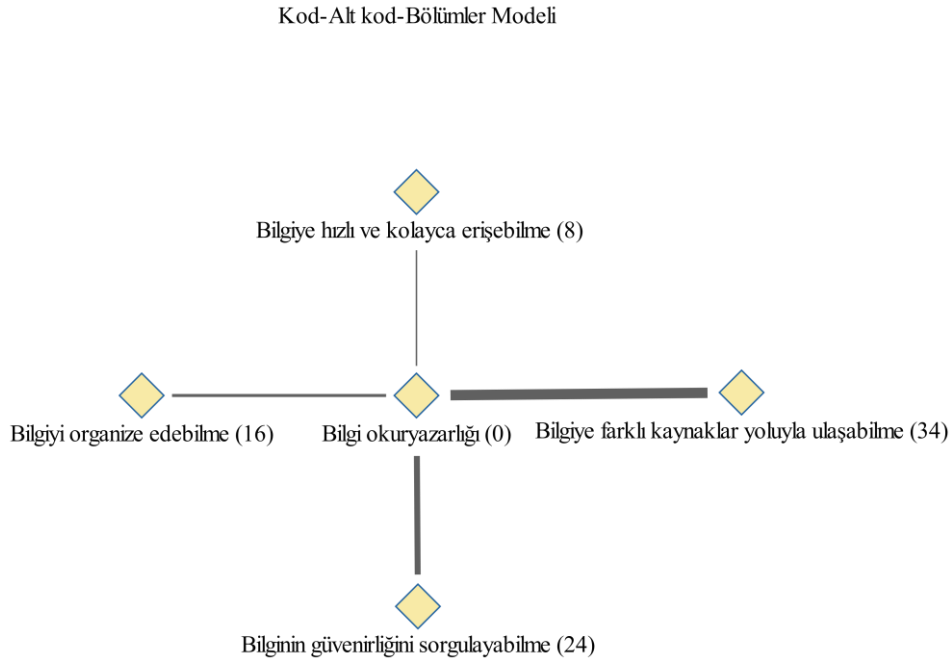 Kod-Alt kod-Bölümler Modeli
Bilgiye hızlı ve kolayca erişebilme (8)
Bilgiyi organize edebilme (16)
Bilgi okuryazarlığı (0)
Bilgiye farklı kaynaklar yoluyla ulaşabilme (34)
Bilginin güvenirliğini sorgulayabilme (24)